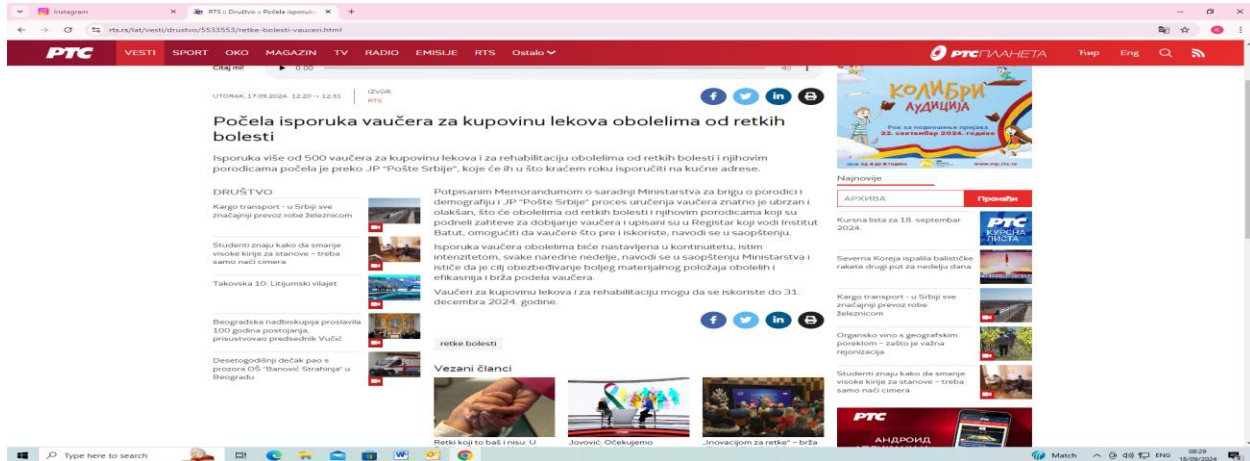 Instagram
RTS :: Društvo :: Počela isporuka
rts.rs/lat/vesti/drustvo/5533553/retke-bolesti-vauceri.html
РТС
VESTI SPORT OKO MAGAZIN TV RADIO EMISIJE RTS Ostalo
РТСПЛАНЕТА
Ћир Eng
Čitaj mi!
0:00
UTORAK, 17.09.2024, 12:20 -> 12:31
IZVOR:
RTS
Počela isporuka vaučera za kupovinu lekova obolelima od retkih
bolesti
Isporuka više od 500 vaučera za kupovinu lekova i za rehabilitaciju obolelima od retkih bolesti i njihovim
porodicama počela je preko JP "Pošte Srbije", koje će ih u što kraćem roku isporučiti na kućne adrese.
DRUŠTVO
Kargo transport - u Srbiji sve
značajniji prevoz robe železnicom
Studenti znaju kako da smanje
visoke kirije za stanove – treba
samo naći cimera
Takovska 10: Litijumski vilajet
Beogradska nadbiskupija proslavila
100 godina postojanja,
prisustvovao predsednik Vučić
Desetogodišnji dečak pao s
prozora OŠ "Banović Strahinja" u
Beogradu
Potpisanim Memorandumom o saradnji Ministarstva za brigu o porodici i
demografiju i JP "Pošte Srbije" proces uručenja vaučera znatno je ubrzan i
olakšan, što će obolelima od retkih bolesti i njihovim porodicama koji su
podneli zahteve za dobijanje vaučera i upisani su u Registar koji vodi Institut
Batut, omogućiti da vaučere što pre i iskoriste, navodi se u saopštenju.
Isporuka vaučera obolelima biće nastavljena u kontinuitetu, istim
intenzitetom, svake naredne nedelje, navodi se u saopštenju Ministarstva i
ističe da je cilj obezbeđivanje boljeg materijalnog položaja obolelih i
efikasnija i brža podela vaučera.
Vaučeri za kupovinu lekova i za rehabilitaciju mogu da se iskoriste do 31.
decembra 2024. godine.
retke bolesti
Vezani članci
Retki koji to baš i nisu: U
Jovović: Očekujemo
„Inovacijom za retke“ – brža
КОЛИБРИ
АУДИЦИЈА
Рок за подношење пријава
22. септембар 2024. године
www.mp.rts.rs
Najnovije
АРХИВА
Пронађи
Kursna lista za 18. septembar
2024.
РТС
КУРСНА
ЛИСТА
Severna Koreja ispalila balističke
rakete drugi put za nedelju dana
Kargo transport - u Srbiji sve
značajniji prevoz robe
železnicom
Organsko vino s geografskim
poreklom – zašto je važna
rejonizacija
Studenti znaju kako da smanje
visoke kirije za stanove – treba
samo naći cimera
РТС
АНДРОИД
Type here to search
Match
ENG
08:29
18/09/2024